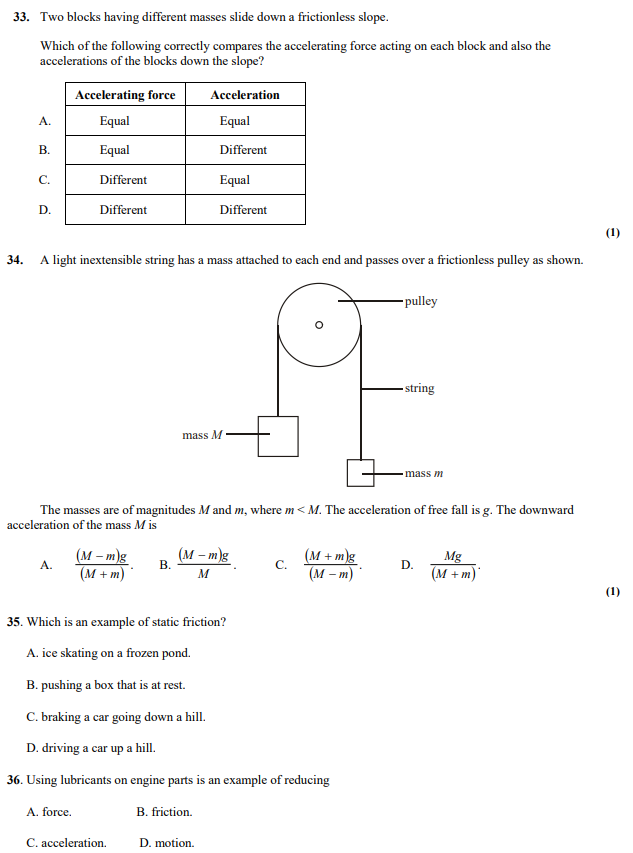 33. Two blocks having different masses slide down a frictionless slope.
Which of the following correctly compares the accelerating force acting on each block and also the
accelerations of the blocks down the slope?
Accelerating force Acceleration
A. Equal Equal
B. Equal Different
C. Different Equal
D. Different Different
(1)
34. A light inextensible string has a mass attached to each end and passes over a frictionless pulley as shown.
pulley
string
mass M
mass m
The masses are of magnitudes M and m, where m < M. The acceleration of free fall is g. The downward
acceleration of the mass M is
A. (M – m)g / (M + m) . B. (M – m)g / M . C. (M + m)g / (M – m) . D. Mg / (M + m) .
(1)
35. Which is an example of static friction?
A. ice skating on a frozen pond.
B. pushing a box that is at rest.
C. braking a car going down a hill.
D. driving a car up a hill.
36. Using lubricants on engine parts is an example of reducing
A. force. B. friction.
C. acceleration. D. motion.